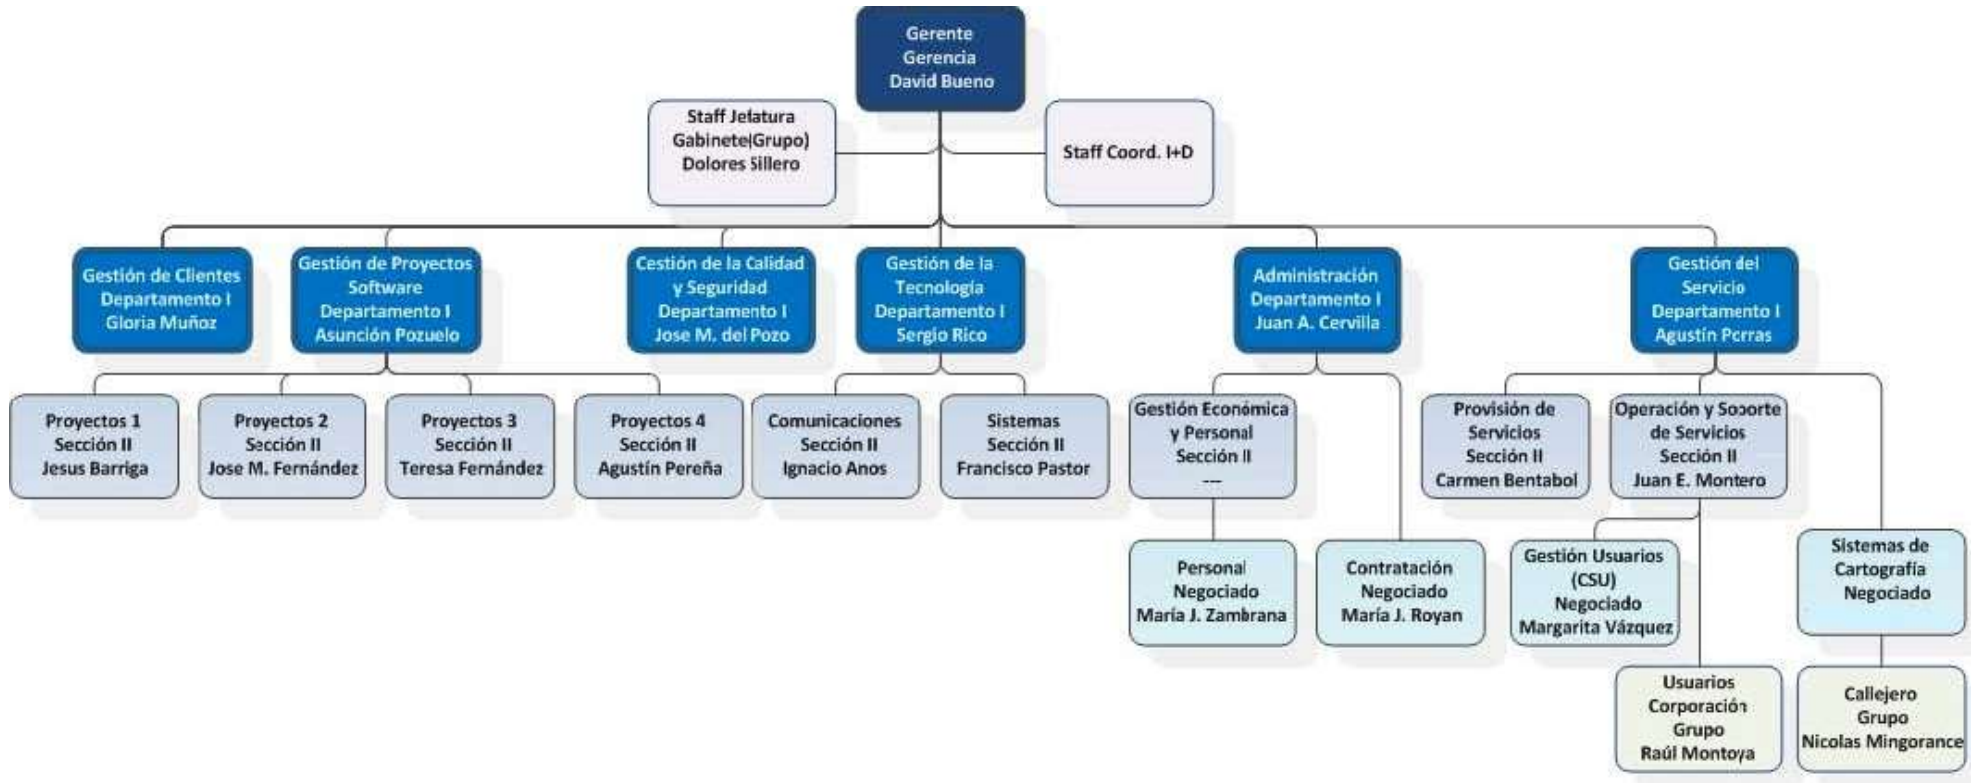 Gerente
Gerencia
David Bueno
Staff Jefatura
Gabinete(Grupo)
Dolores Sillero
Staff Coord. I+D
Gestión de Clientes
Departamento I
Gloria Muñoz
Gestión de Proyectos
Software
Departamento I
Asunción Pozuelo
Cestión de la Calidad
y Seguridad
Departamento I
Jose M. del Pozo
Gestión de la
Tecnología
Departamento I
Sergio Rico
Administración
Departamento I
Juan A. Cervilla
Gestión del
Servicio
Departamento I
Agustín Porras
Proyectos 1
Sección II
Jesus Barriga
Proyectos 2
Sección II
Jose M. Fernández
Proyectos 3
Sección II
Teresa Fernández
Proyectos 4
Sección II
Agustín Pereña
Comunicaciones
Sección II
Ignacio Anos
Sistemas
Sección II
Francisco Pastor
Gestión Económica
y Personal
Sección II
---
Provisión de
Servicios
Sección II
Carmen Bentabol
Operación y Soporte
de Servicios
Sección II
Juan E. Montero
Personal
Negociado
María J. Zambrana
Contratación
Negociado
María J. Royan
Gestión Usuarios
(CSU)
Negociado
Margarita Vázquez
Sistemas de
Cartografía
Negociado
Usuarios
Corporación
Grupo
Raúl Montoya
Callejero
Grupo
Nicolas Mingorance